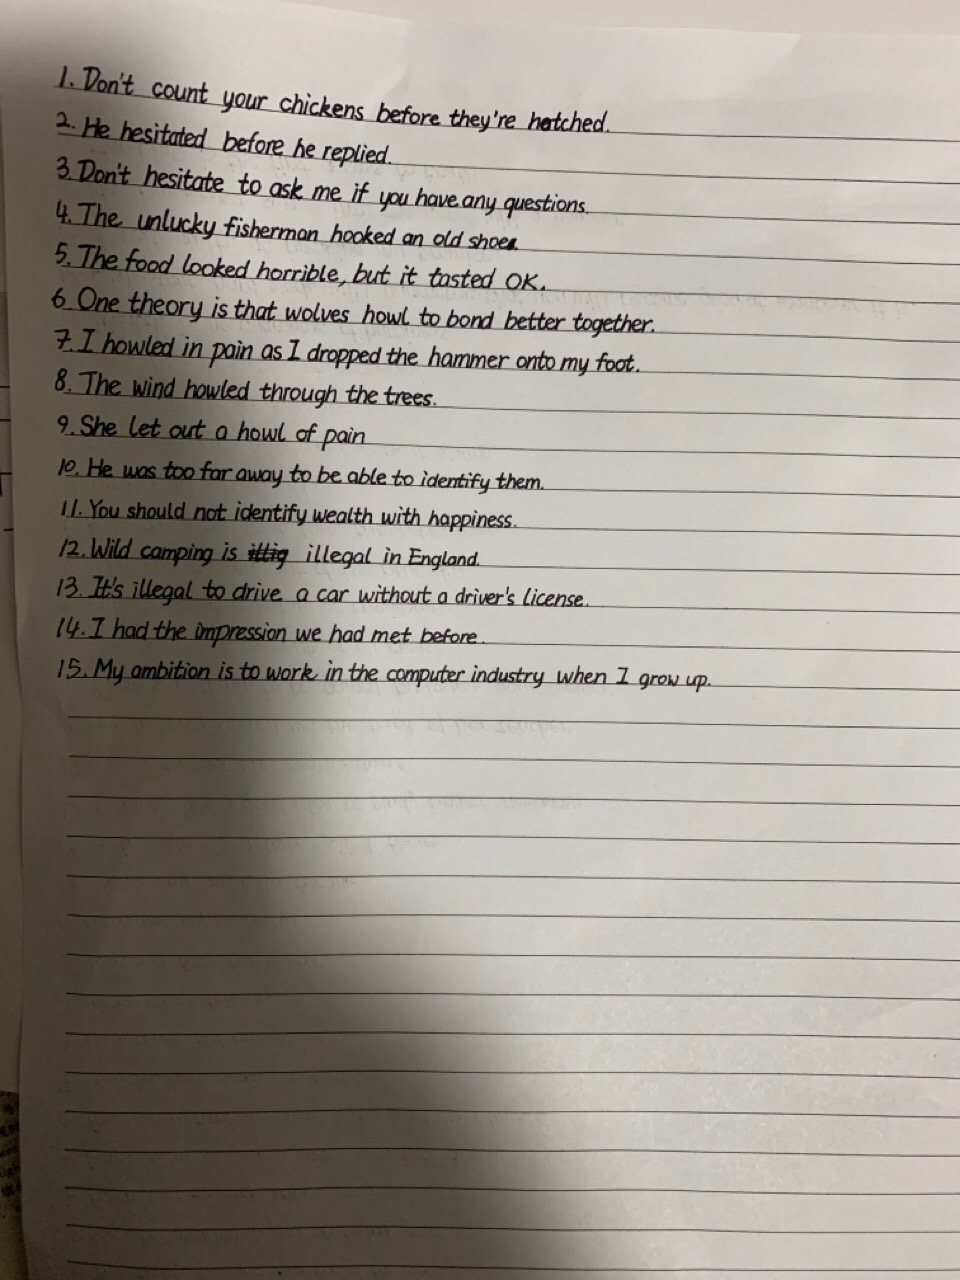 1. Don't count your chickens before they're hatched.
2. He hesitated before he replied.
3. Don't hesitate to ask me if you have any questions.
4. The unlucky fisherman hooked an old shoe.
5. The food looked horrible, but it tasted OK.
6. One theory is that wolves howl to bond better together.
7. I howled in pain as I dropped the hammer onto my foot.
8. The wind howled through the trees.
9. She let out a howl of pain
10. He was too far away to be able to identify them.
11. You should not identify wealth with happiness.
12. Wild camping is illegal in England.
13. It's illegal to drive a car without a driver's license.
14. I had the impression we had met before.
15. My ambition is to work in the computer industry when I grow up.